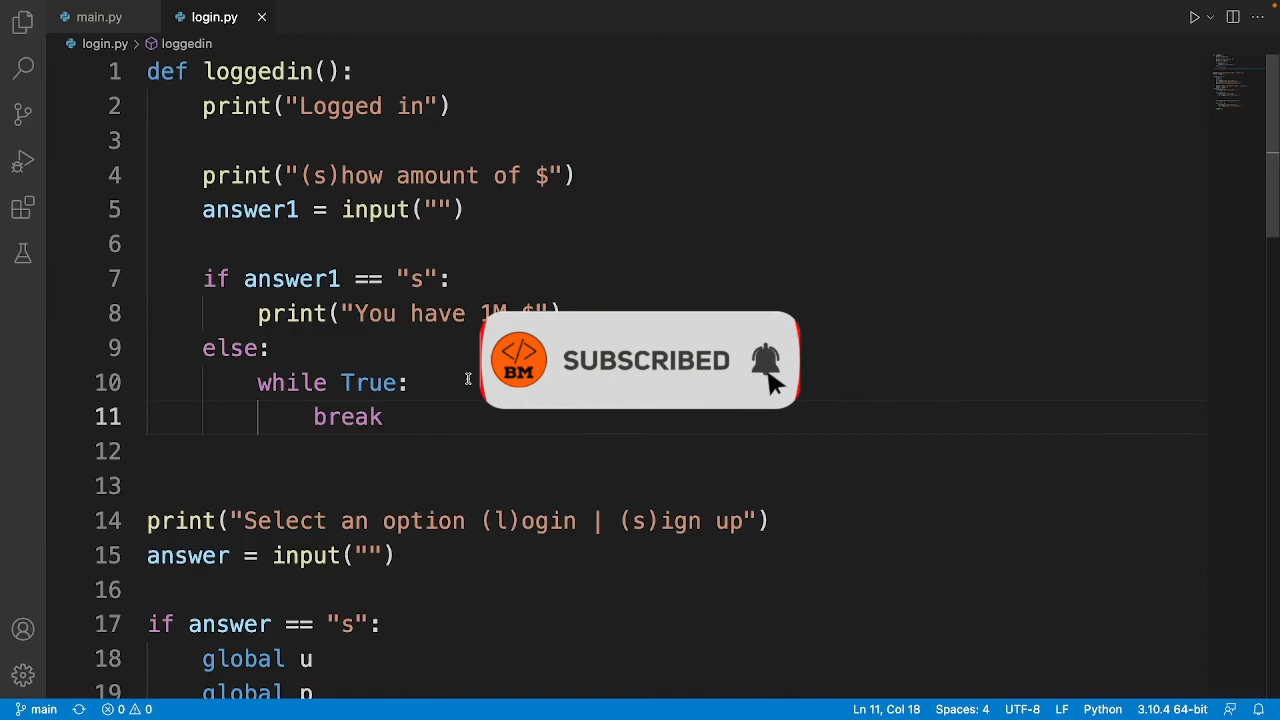 main.py
login.py
login.py > loggedin
1 def loggedin():
2 print("Logged in")
3
4 print("(s)how amount of $")
5 answer1 = input("")
6
7 if answer1 == "s":
8 print("You have 1M $")
9 else:
10 while True:
11 break
12
13
14 print("Select an option (l)ogin | (s)ign up")
15 answer = input("")
16
17 if answer == "s":
18 global u
19 global p
</>
BM
SUBSCRIBED
main
0
0
Ln 11, Col 18
Spaces: 4
UTF-8
LF
Python
3.10.4 64-bit